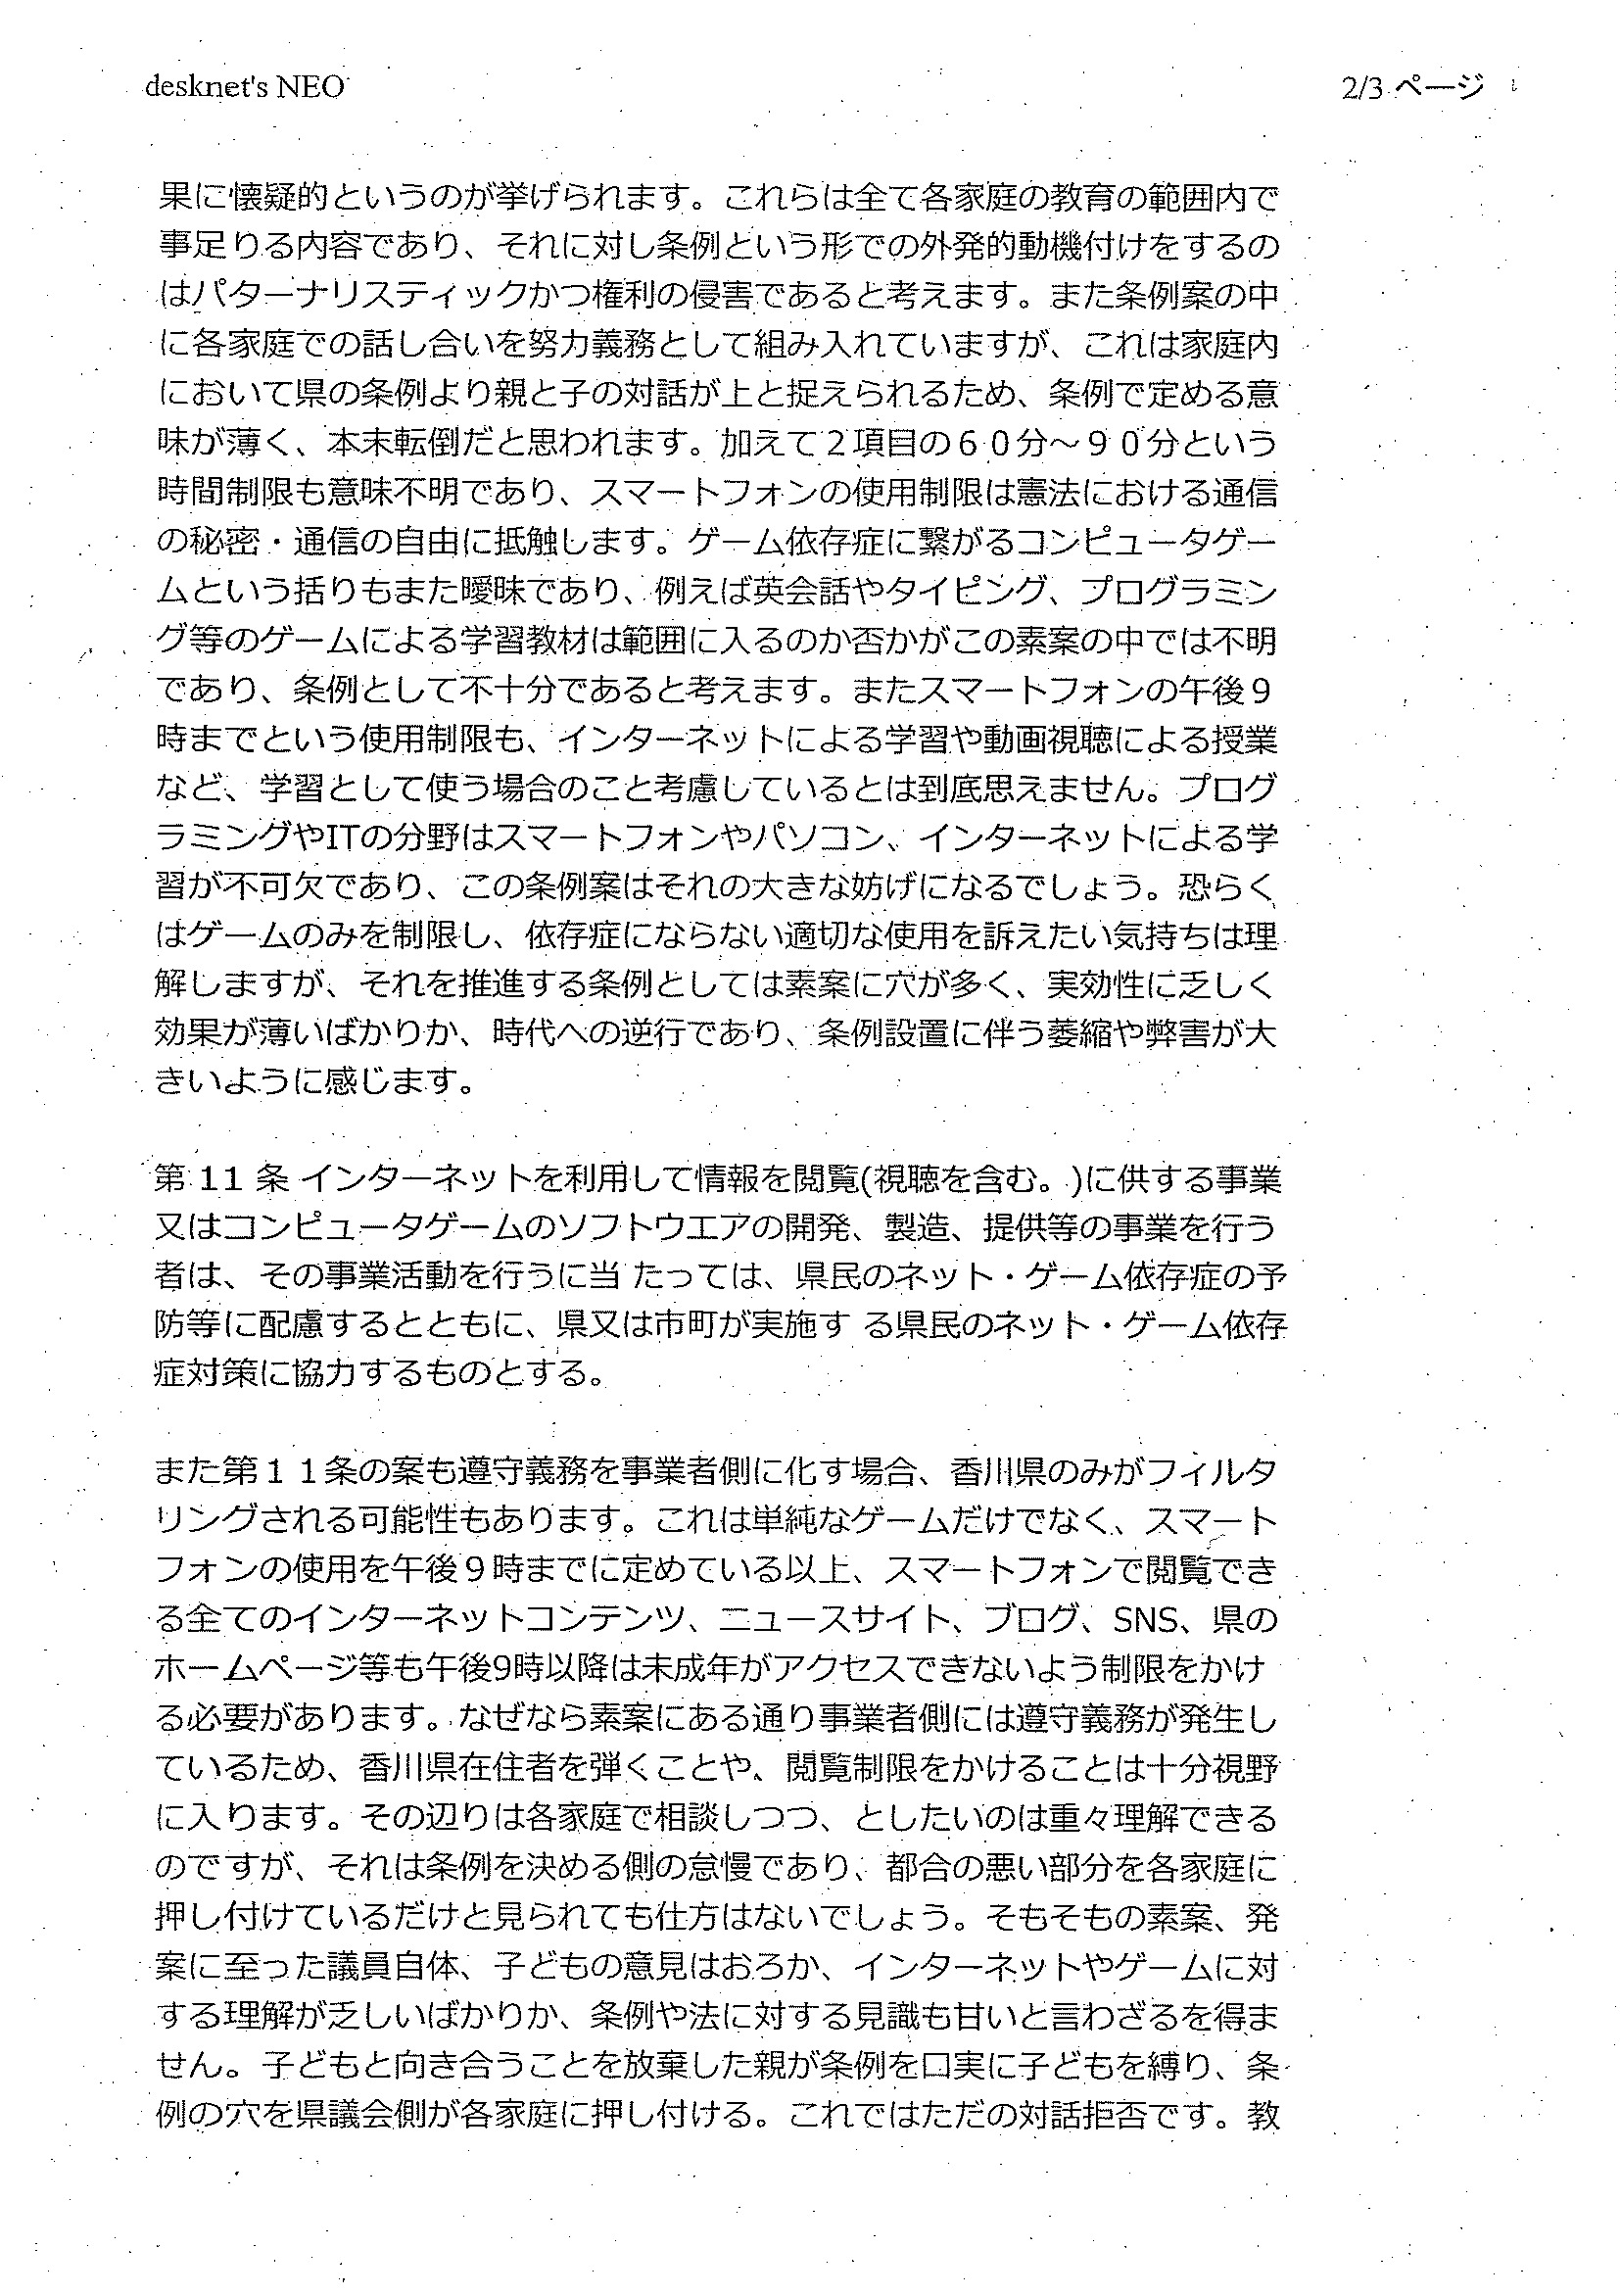 desknet's NEO 2/3 ページ
果に懐疑的というのが挙げられます。これらは全て各家庭の教育の範囲内で
事足りる内容であり、それに対し条例という形での外発的動機付けをするの
はパターナリスティックかつ権利の侵害であると考えます。また条例案の中
に各家庭での話し合いを努力義務として組み入れていますが、これは家庭内
において県の条例より親と子の対話が上と捉えられるため、条例で定める意
味が薄く、本末転倒だと思われます。加えて２項目の６０分～９０分という
時間制限も意味不明であり、スマートフォンの使用制限は憲法における通信
の秘密・通信の自由に抵触します。ゲーム依存症に繋がるコンピュータゲー
ムという括りもまた曖昧であり、例えば英会話やタイピング、プログラミン
グ等のゲームによる学習教材は範囲に入るのか否かがこの素案の中では不明
であり、条例として不十分であると考えます。またスマートフォンの午後９
時までという使用制限も、インターネットによる学習や動画視聴による授業
など、学習として使う場合のこと考慮しているとは到底思えません。プログ
ラミングやITの分野はスマートフォンやパソコン、インターネットによる学
習が不可欠であり、この条例案はそれの大きな妨げになるでしょう。恐らく
はゲームのみを制限し、依存症にならない適切な使用を訴えたい気持ちは理
解しますが、それを推進する条例としては素案に穴が多く、実効性に乏しく
効果が薄いばかりか、時代への逆行であり、条例設置に伴う萎縮や弊害が大
きいように感じます。
第 11 条 インターネットを利用して情報を閲覧(視聴を含む。)に供する事業
又はコンピュータゲームのソフトウエアの開発、製造、提供等の事業を行う
者は、その事業活動を行うに当 たっては、県民のネット・ゲーム依存症の予
防等に配慮するとともに、県又は市町が実施す る県民のネット・ゲーム依存
症対策に協力するものとする。
また第１１条の案も遵守義務を事業者側に化す場合、香川県のみがフィルタ
リングされる可能性もあります。これは単純なゲームだけでなく、スマート
フォンの使用を午後９時までに定めている以上、スマートフォンで閲覧でき
る全てのインターネットコンテンツ、ニュースサイト、ブログ、SNS、県の
ホームページ等も午後9時以降は未成年がアクセスできないよう制限をかけ
る必要があります。なぜなら素案にある通り事業者側には遵守義務が発生し
ているため、香川県在住者を弾くことや、閲覧制限をかけることは十分視野
に入ります。その辺りは各家庭で相談しつつ、としたいのは重々理解できる
のですが、それは条例を決める側の怠慢であり、都合の悪い部分を各家庭に
押し付けているだけと見られても仕方はないでしょう。そもそもの素案、発
案に至った議員自体、子どもの意見はおろか、インターネットやゲームに対
する理解が乏しいばかりか、条例や法に対する見識も甘いと言わざるを得ま
せん。子どもと向き合うことを放棄した親が条例を口実に子どもを縛り、条
例の穴を県議会側が各家庭に押し付ける。これではただの対話拒否です。教